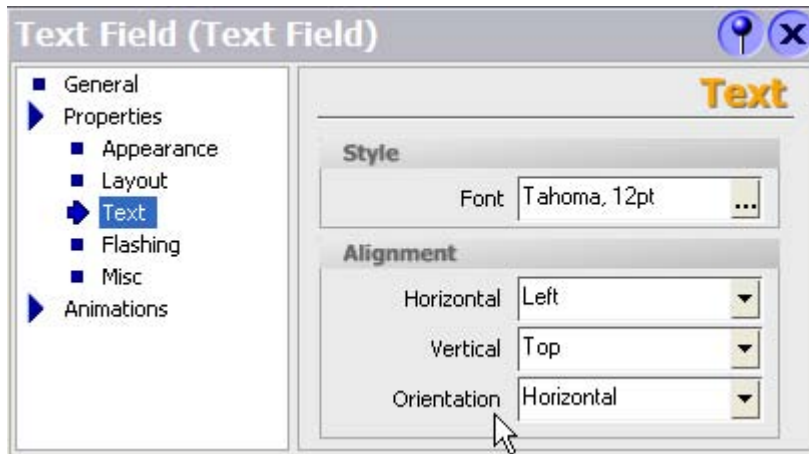 Text Field (Text Field)
General
Properties
Appearance
Layout
Text
Flashing
Misc
Animations
Text
Style
Font Tahoma, 12pt ...
Alignment
Horizontal Left
Vertical Top
Orientation Horizontal